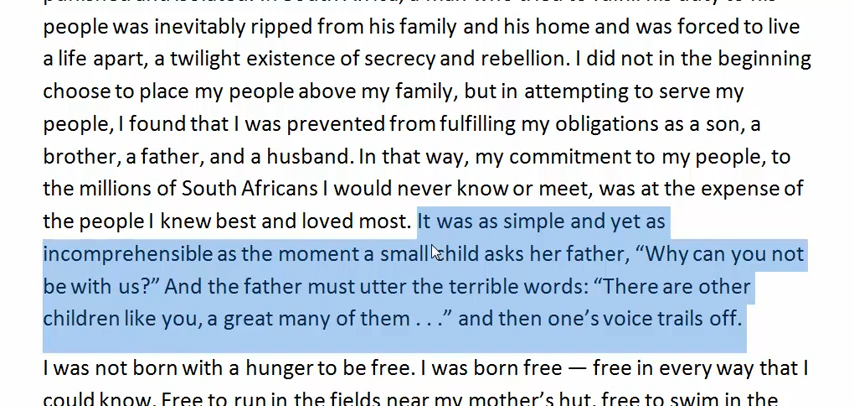 people was inevitably ripped from his family and his home and was forced to live
a life apart, a twilight existence of secrecy and rebellion. I did not in the beginning
choose to place my people above my family, but in attempting to serve my
people, I found that I was prevented from fulfilling my obligations as a son, a
brother, a father, and a husband. In that way, my commitment to my people, to
the millions of South Africans I would never know or meet, was at the expense of
the people I knew best and loved most. It was as simple and yet as
incomprehensible as the moment a small child asks her father, “Why can you not
be with us?” And the father must utter the terrible words: “There are other
children like you, a great many of them . . .” and then one’s voice trails off.
I was not born with a hunger to be free. I was born free — free in every way that I
could know. Free to run in the fields near my mother’s hut, free to swim in the